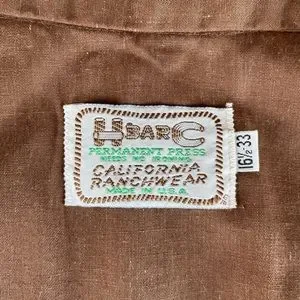 H BAR C
PERMANENT PRESS
NEEDS NO IRONING
CALIFORNIA
RANCHWEAR
MADE IN U.S.A.
16½ 33